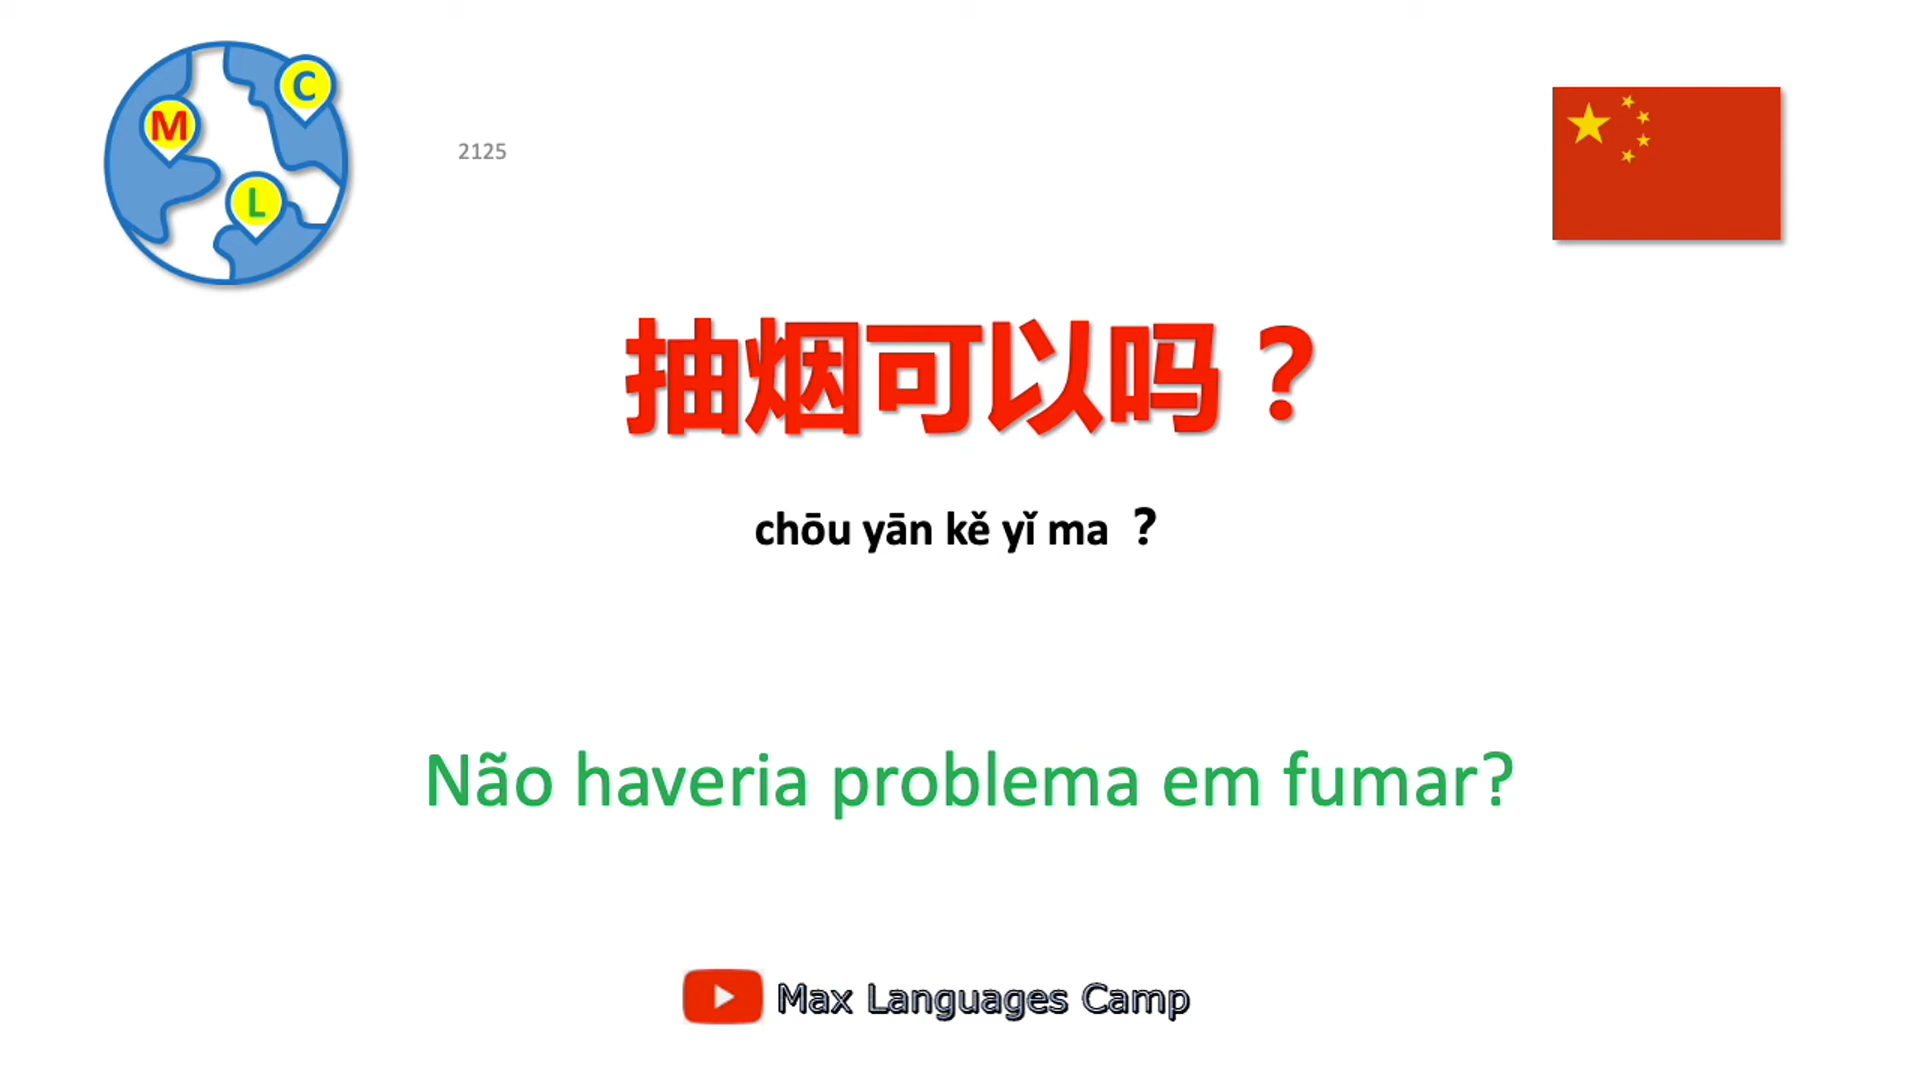 M
C
L
2125
抽烟可以吗？
chōu yān kě yǐ ma ？
Não haveria problema em fumar?
Max Languages Camp